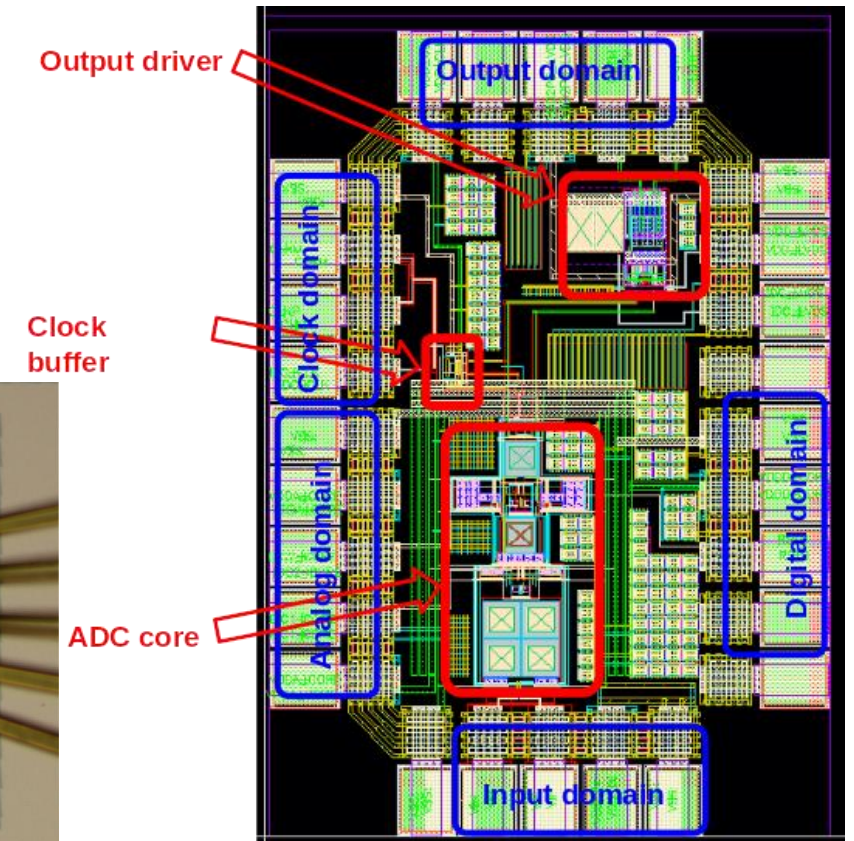 Output driver
Output domain
Clock domain
Clock
buffer
Analog domain
Digital domain
ADC core
Input domain